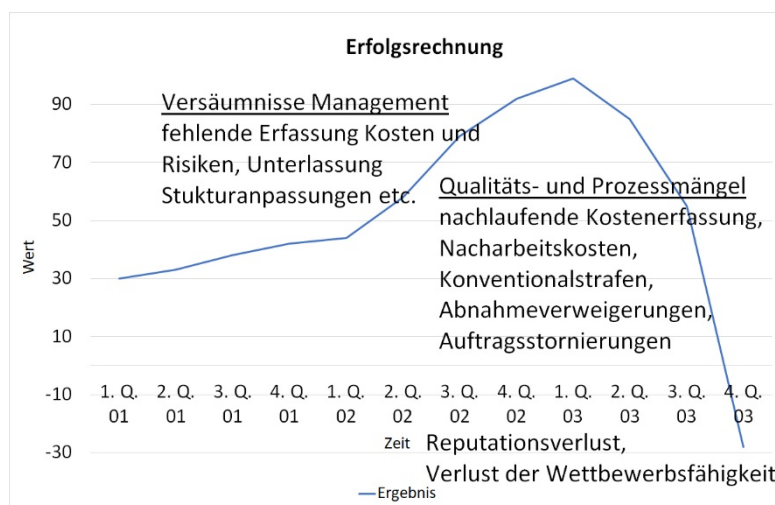 Erfolgsrechnung
90
70
50
30
10
-10
-30
Wert
Versäumnisse Management
fehlende Erfassung Kosten und
Risiken, Unterlassung
Stukturanpassungen etc.
Qualitäts- und Prozessmängel
nachlaufende Kostenerfassung,
Nacharbeitskosten,
Konventionalstrafen,
Abnahmeverweigerungen,
Auftragsstornierungen
1. Q. 2. Q. 3. Q. 4. Q. 1. Q. 2. Q. 3. Q. 4. Q. 1. Q. 2. Q. 3. Q. 4. Q.
01 01 01 01 02 02 02 02 03 03 03 03
Zeit
Reputationsverlust,
Verlust der Wettbewerbsfähigkeit
Ergebnis